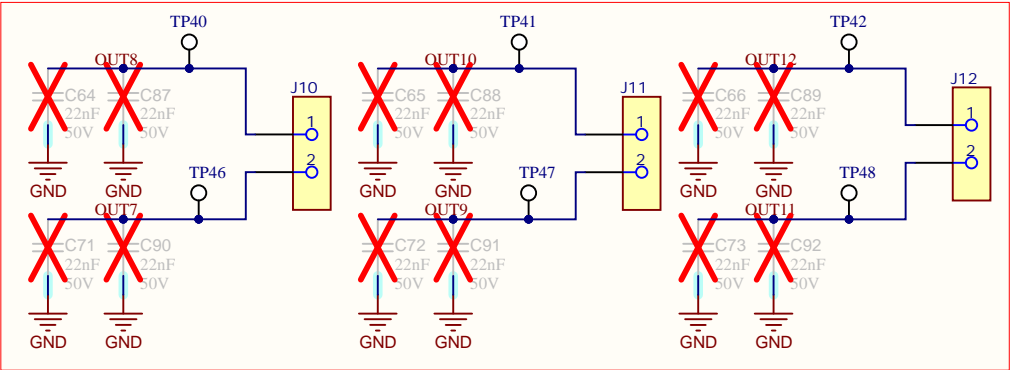 TP40
TP41
TP42
OUT8
OUT10
OUT12
J10
J11
J12
C64
C87
C65
C88
C66
C89
22nF
22nF
22nF
22nF
22nF
22nF
50V
50V
50V
50V
50V
50V
1
1
1
2
2
2
GND
GND
GND
GND
GND
GND
TP46
TP47
TP48
OUT7
OUT9
OUT11
C71
C90
C72
C91
C73
C92
22nF
22nF
22nF
22nF
22nF
22nF
50V
50V
50V
50V
50V
50V
GND
GND
GND
GND
GND
GND